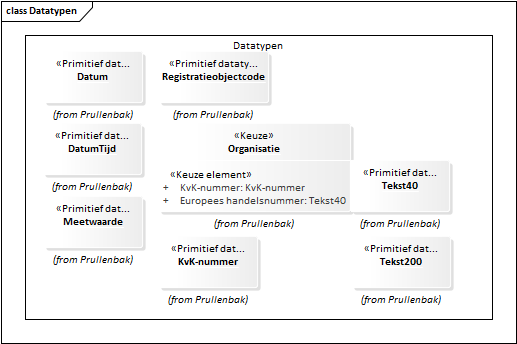 class Datatypen
Datatypen
«Primitief dat...
Datum
(from Prullenbak)
«Primitief dataty...
Registratieobjectcode
(from Prullenbak)
«Primitief dat...
DatumTijd
(from Prullenbak)
«Keuze»
Organisatie
«Keuze element»
+ KvK-nummer: KvK-nummer
+ Europees handelsnummer: Tekst40
(from Prullenbak)
«Primitief dat...
Tekst40
(from Prullenbak)
«Primitief dat...
Meetwaarde
(from Prullenbak)
«Primitief dat...
KvK-nummer
(from Prullenbak)
«Primitief dat...
Tekst200
(from Prullenbak)